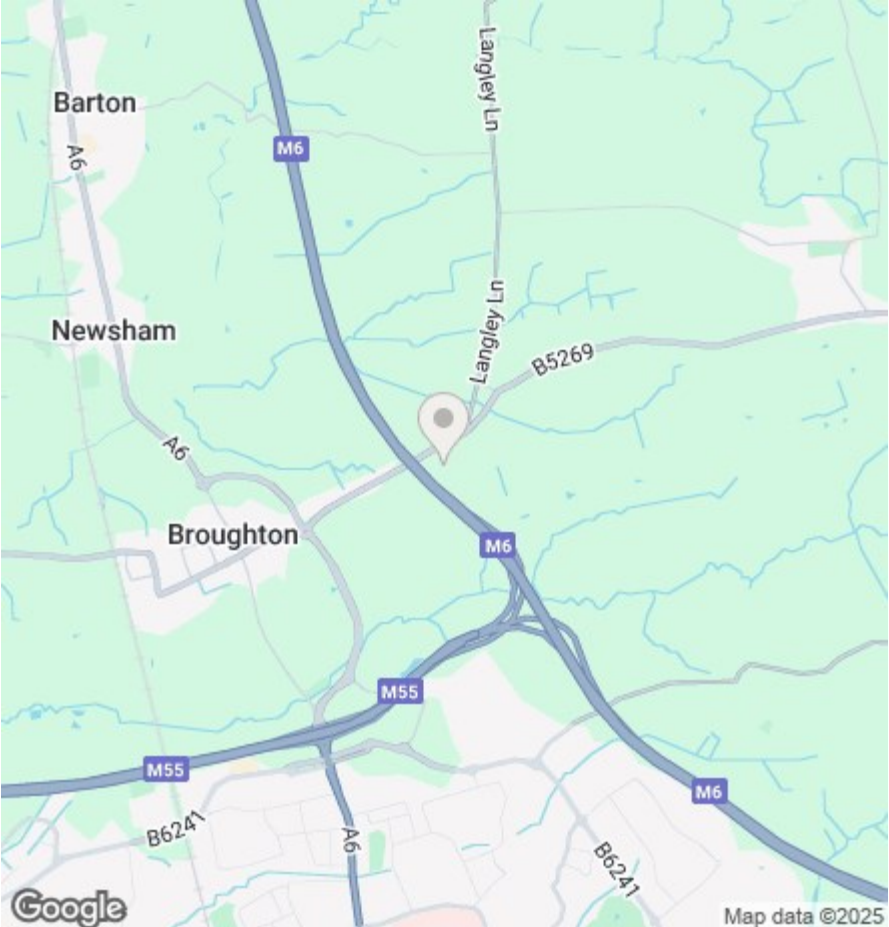 Langley Ln
Barton
M6
A6
Langley Ln
Newsham
B5269
A6
Broughton
M6
M55
M55
M6
B6241
A6
B6241
Google
Map data ©2025